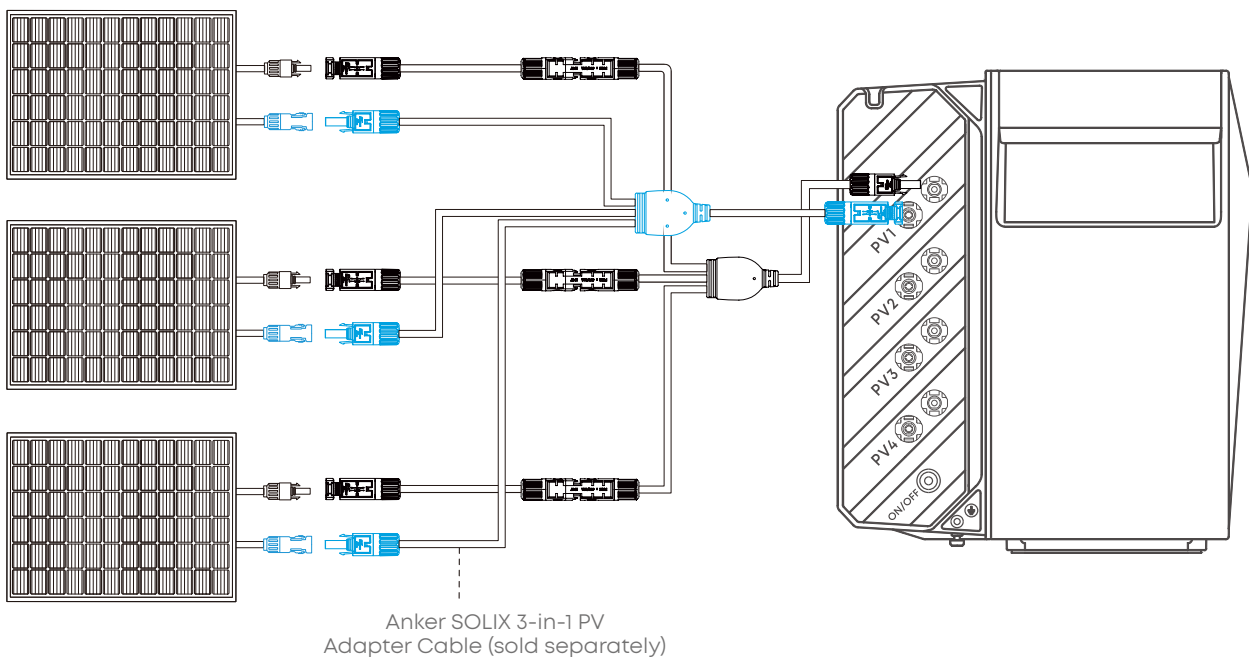 PV1
PV2
PV3
PV4
ON/OFF
Anker SOLIX 3-in-1 PV
Adapter Cable (sold separately)